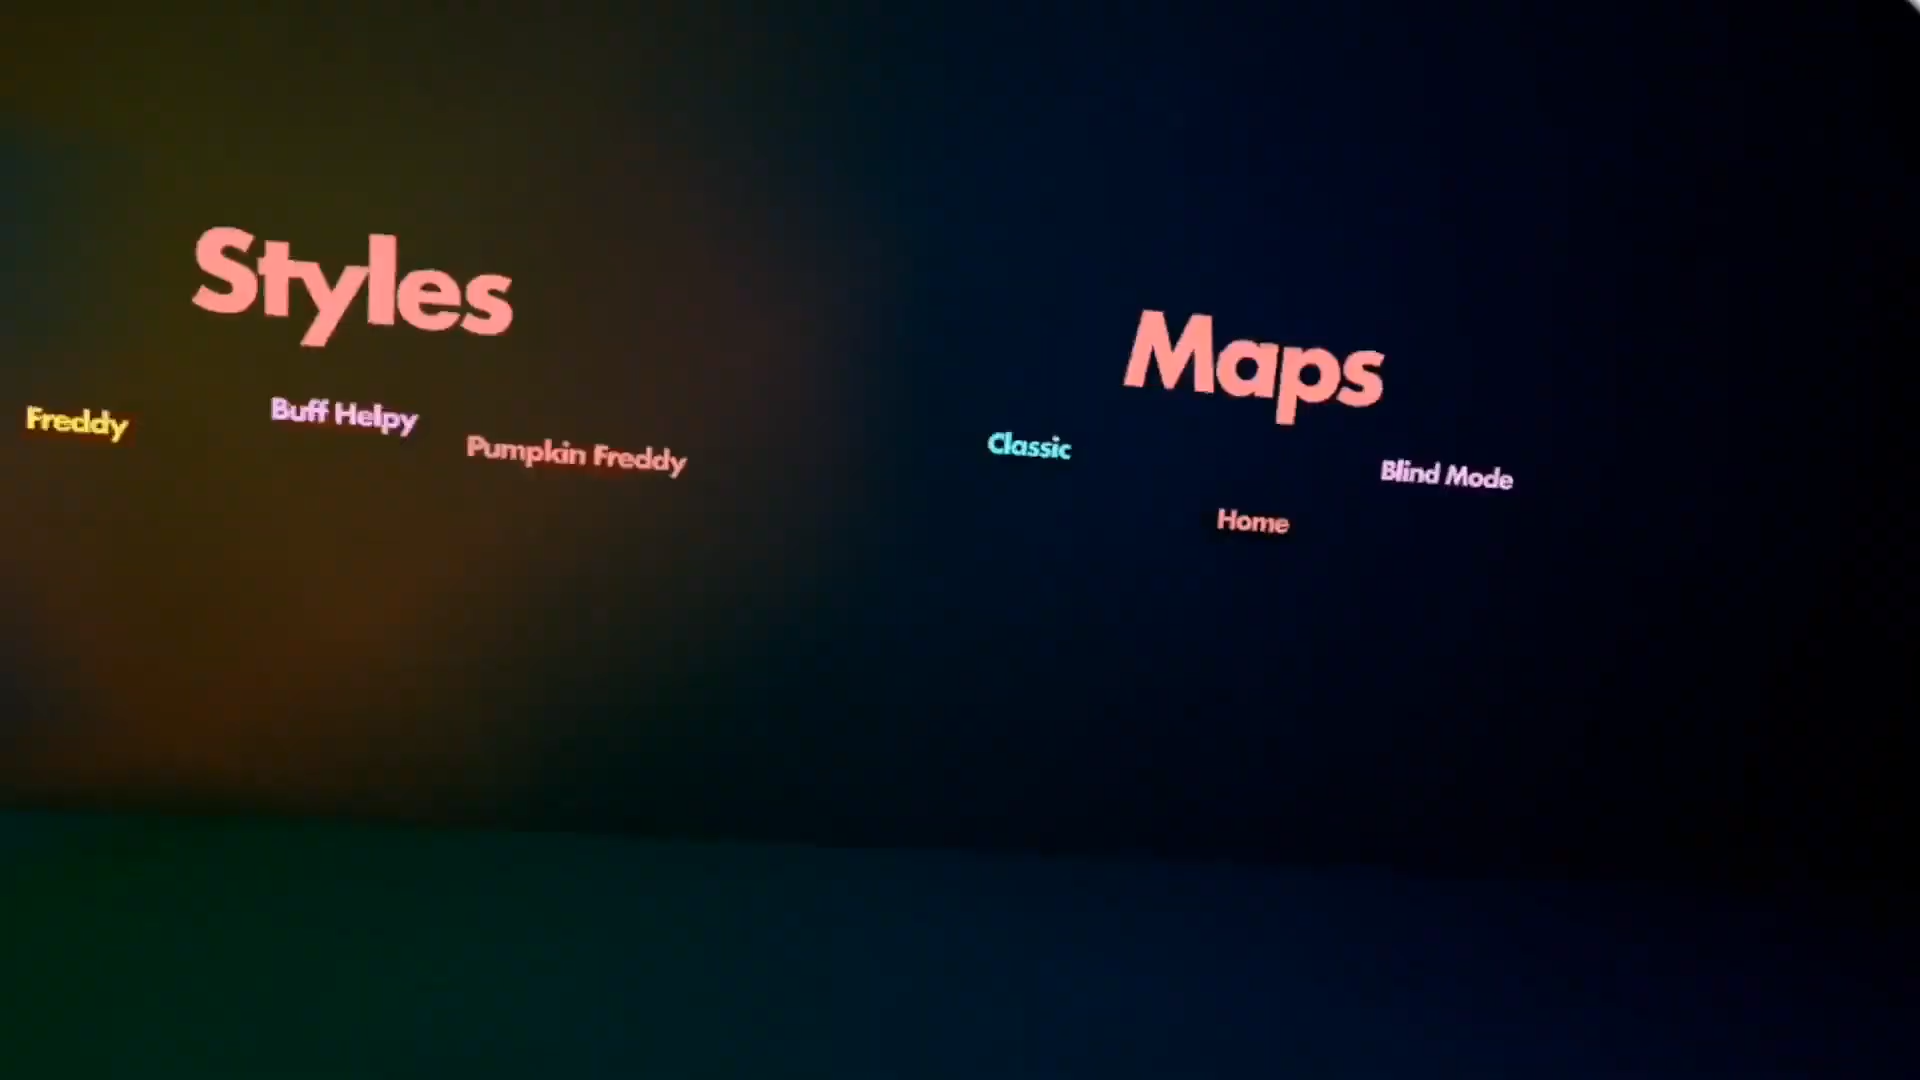 Styles
Freddy
Buff Helpy
Pumpkin Freddy
Maps
Classic
Blind Mode
Home